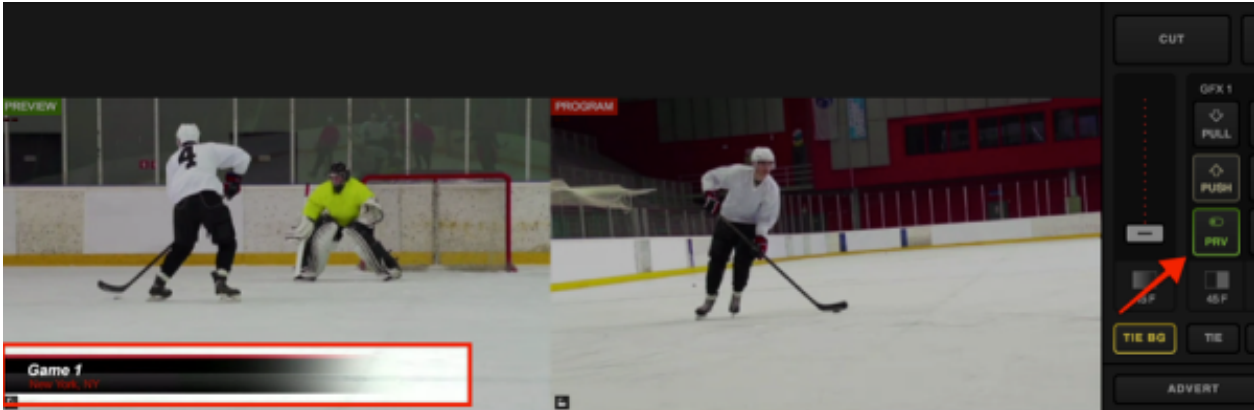 PREVIEW
PROGRAM
4
Game 1
New York, NY
CUT
GFX 1
PULL
PUSH
PRV
45 F
TIE BG
TIE
ADVERT